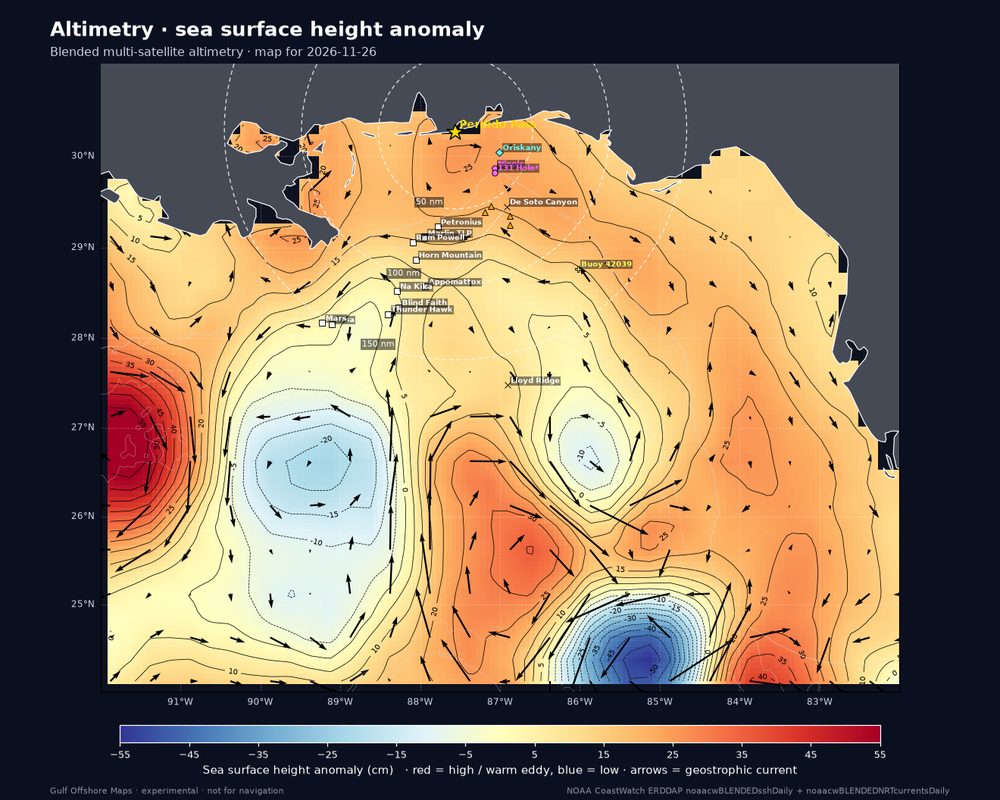 Altimetry · sea surface height anomaly
Blended multi-satellite altimetry · map for 2026-11-26
Perdido Pass
Oriskany
131 Hole
50 nm
De Soto Canyon
Petronius
Marlin TLP
Ram Powell
Horn Mountain
Buoy 42039
100 nm
Appomattox
Na Kika
Blind Faith
Thunder Hawk
Mars
150 nm
Lloyd Ridge
30°N
29°N
28°N
27°N
26°N
25°N
91°W 90°W 89°W 88°W 87°W 86°W 85°W 84°W 83°W
−55 −45 −35 −25 −15 −5 5 15 25 35 45 55
Sea surface height anomaly (cm) · red = high / warm eddy, blue = low · arrows = geostrophic current
Gulf Offshore Maps · experimental · not for navigation
NOAA CoastWatch ERDDAP noaacwBLENDEDsshDaily + noaacwBLENDEDNRTcurrentsDaily